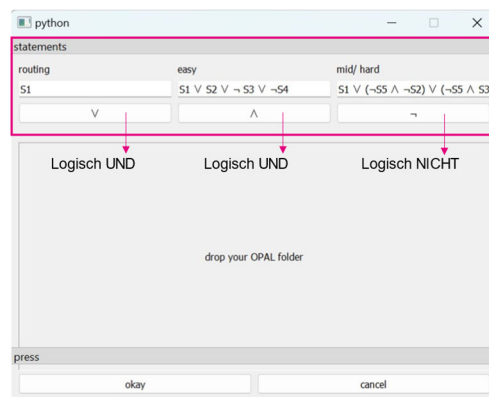 python
statements
routing easy mid/ hard
S1 S1 ∨ S2 ∨ ¬ S3 ∨ ¬S4 S1 ∨ (¬S5 ∧ ¬S2) ∨ (¬S5 ∧ S3
∨ ∧ ¬
Logisch UND Logisch UND Logisch NICHT
drop your OPAL folder
press
okay cancel